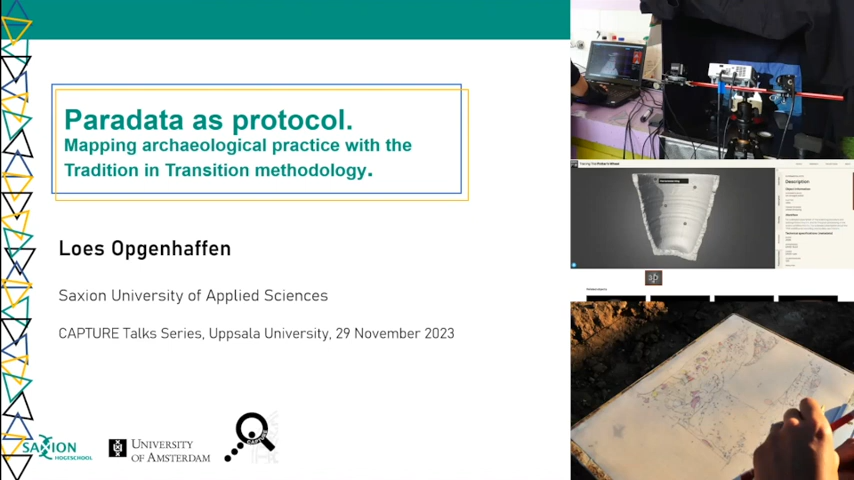 Paradata as protocol.
Mapping archaeological practice with the
Tradition in Transition methodology.
Loes Opgenhaffen
Saxion University of Applied Sciences
CAPTURE Talks Series, Uppsala University, 29 November 2023
SAXION
HOGESCHOOL
UNIVERSITY
OF AMSTERDAM
CAPTURE
Description